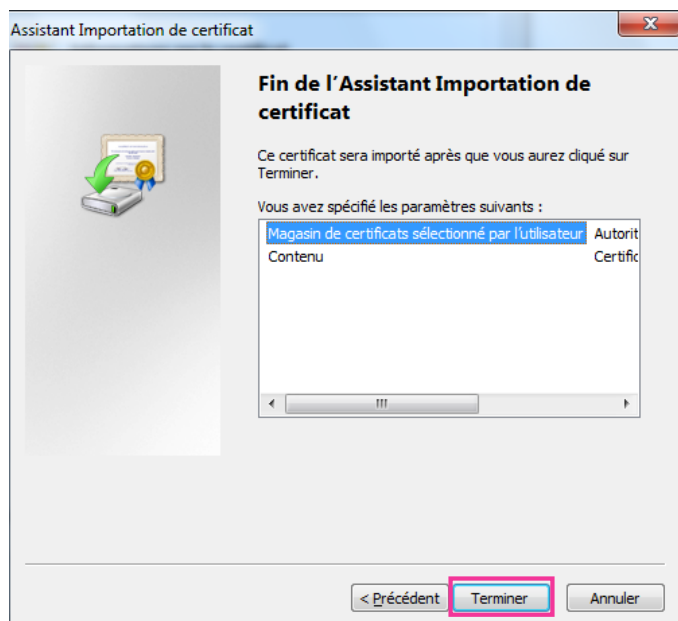 Assistant Importation de certificat
Fin de l'Assistant Importation de
certificat
Ce certificat sera importé après que vous aurez cliqué sur
Terminer.
Vous avez spécifié les paramètres suivants :
Magasin de certificats sélectionné par l'utilisateur Autorit
Contenu Certific
< Précédent Terminer Annuler